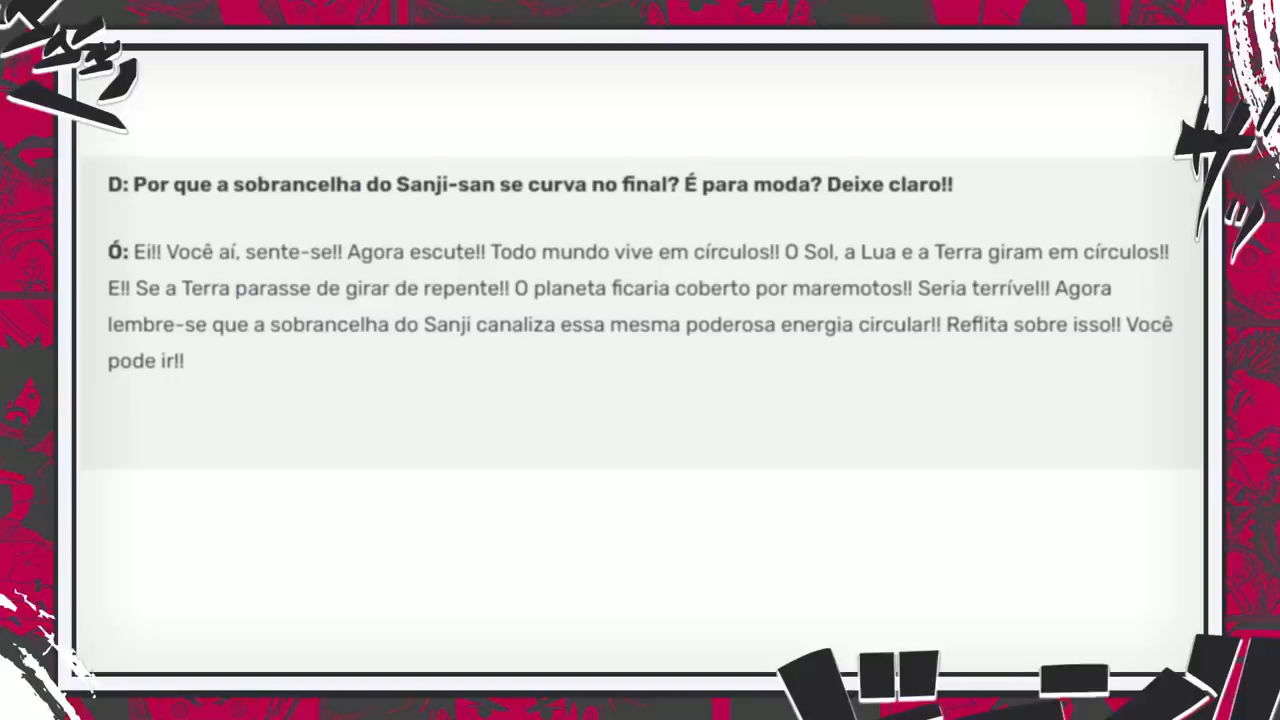 D: Por que a sobrancelha do Sanji-san se curva no final? É para moda? Deixe claro!!
Ó: Ei!! Você aí, sente-se!! Agora escute!! Todo mundo vive em círculos!! O Sol, a Lua e a Terra giram em círculos!!
E!! Se a Terra parasse de girar de repente!! O planeta ficaria coberto por maremotos!! Seria terrível!! Agora
lembre-se que a sobrancelha do Sanji canaliza essa mesma poderosa energia circular!! Reflita sobre isso!! Você
pode ir!!